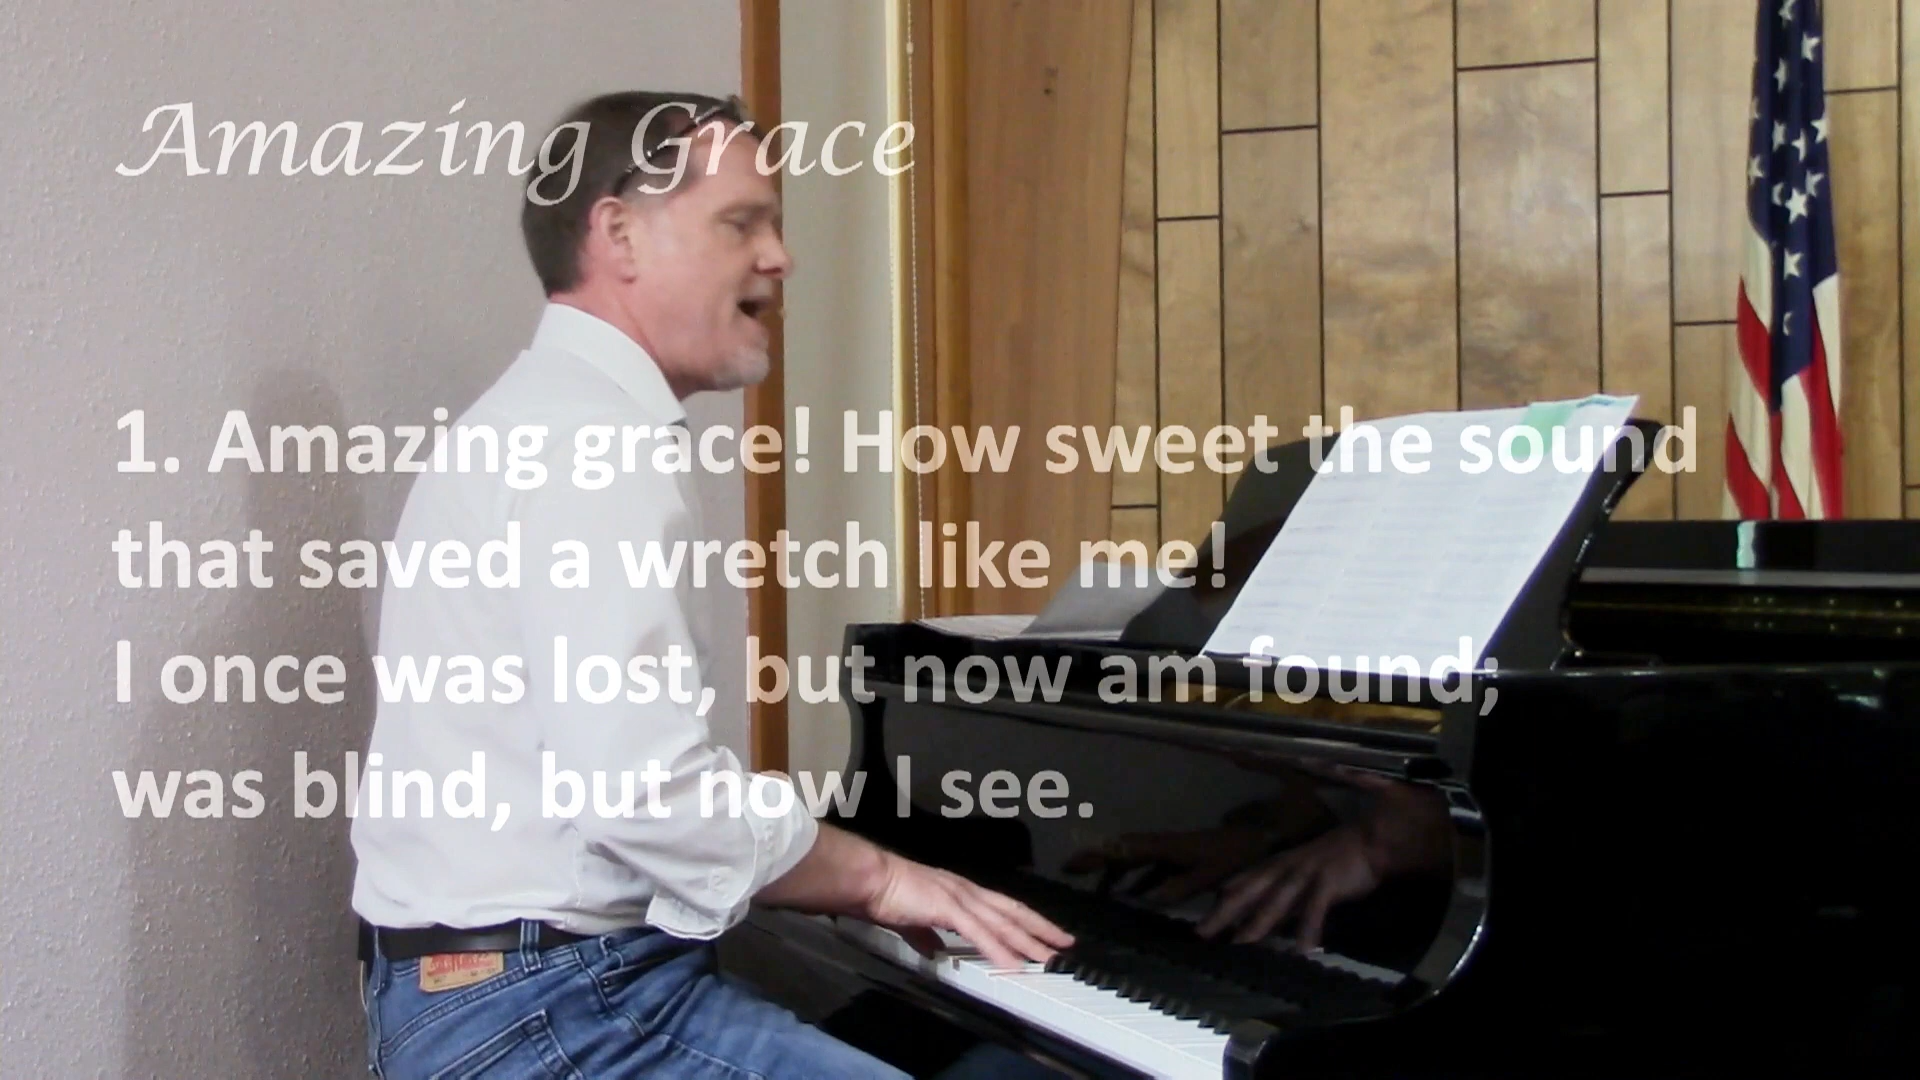 Amazing Grace
1. Amazing grace! How sweet the sound
that saved a wretch like me!
I once was lost, but now am found;
was blind, but now I see.